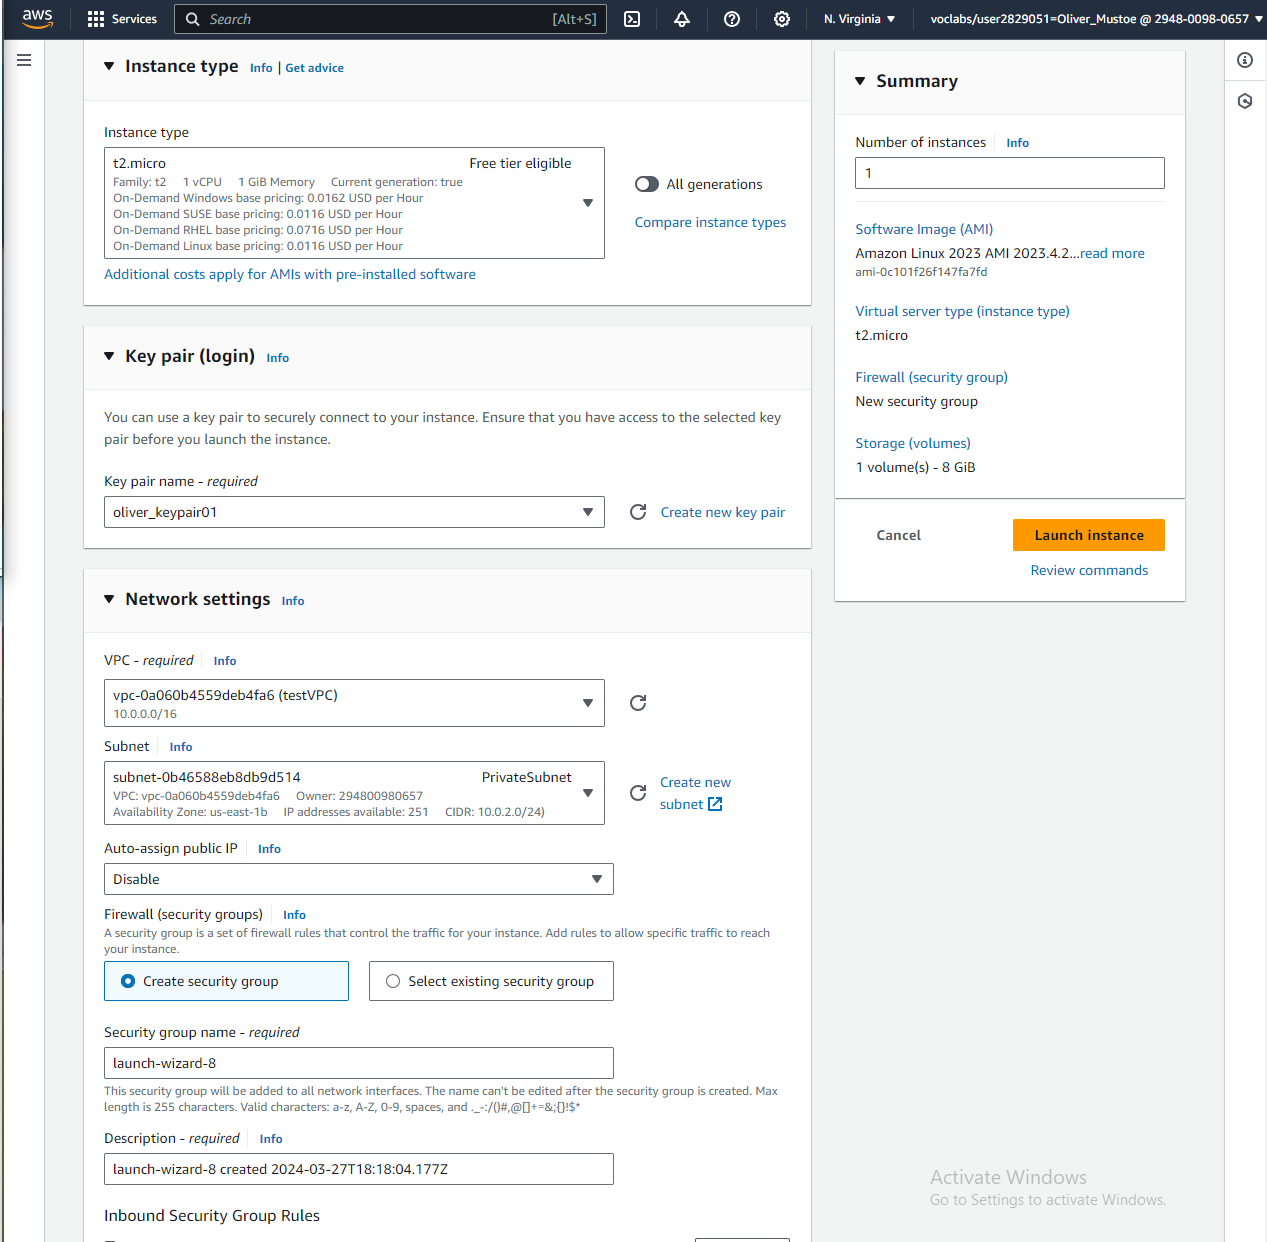 aws
Services
Search
[Alt+S]
N. Virginia
voclabs/user2829051=Oliver_Mustoe @ 2948-0098-0657
Instance type Info | Get advice
Instance type
t2.micro Free tier eligible
Family: t2 1 vCPU 1 GiB Memory Current generation: true
On-Demand Windows base pricing: 0.0162 USD per Hour
On-Demand SUSE base pricing: 0.0116 USD per Hour
On-Demand RHEL base pricing: 0.0716 USD per Hour
On-Demand Linux base pricing: 0.0116 USD per Hour
All generations
Compare instance types
Additional costs apply for AMIs with pre-installed software
Key pair (login) Info
You can use a key pair to securely connect to your instance. Ensure that you have access to the selected key
pair before you launch the instance.
Key pair name - required
oliver_keypair01
Create new key pair
Network settings Info
VPC - required Info
vpc-0a060b4559deb4fa6 (testVPC)
10.0.0.0/16
Subnet Info
subnet-0b46588eb8db9d514 PrivateSubnet
VPC: vpc-0a060b4559deb4fa6 Owner: 294800980657
Availability Zone: us-east-1b IP addresses available: 251 CIDR: 10.0.2.0/24)
Create new
subnet
Auto-assign public IP Info
Disable
Firewall (security groups) Info
A security group is a set of firewall rules that control the traffic for your instance. Add rules to allow specific traffic to reach
your instance.
Create security group
Select existing security group
Security group name - required
launch-wizard-8
This security group will be added to all network interfaces. The name can't be edited after the security group is created. Max
length is 255 characters. Valid characters: a-z, A-Z, 0-9, spaces, and ._-:/()#,@[]+=&;{}!$*
Description - required Info
launch-wizard-8 created 2024-03-27T18:18:04.177Z
Inbound Security Group Rules
Summary
Number of instances Info
1
Software Image (AMI)
Amazon Linux 2023 AMI 2023.4.2...read more
ami-0c101f26f147fa7fd
Virtual server type (instance type)
t2.micro
Firewall (security group)
New security group
Storage (volumes)
1 volume(s) - 8 GiB
Cancel
Launch instance
Review commands
Activate Windows
Go to Settings to activate Windows.